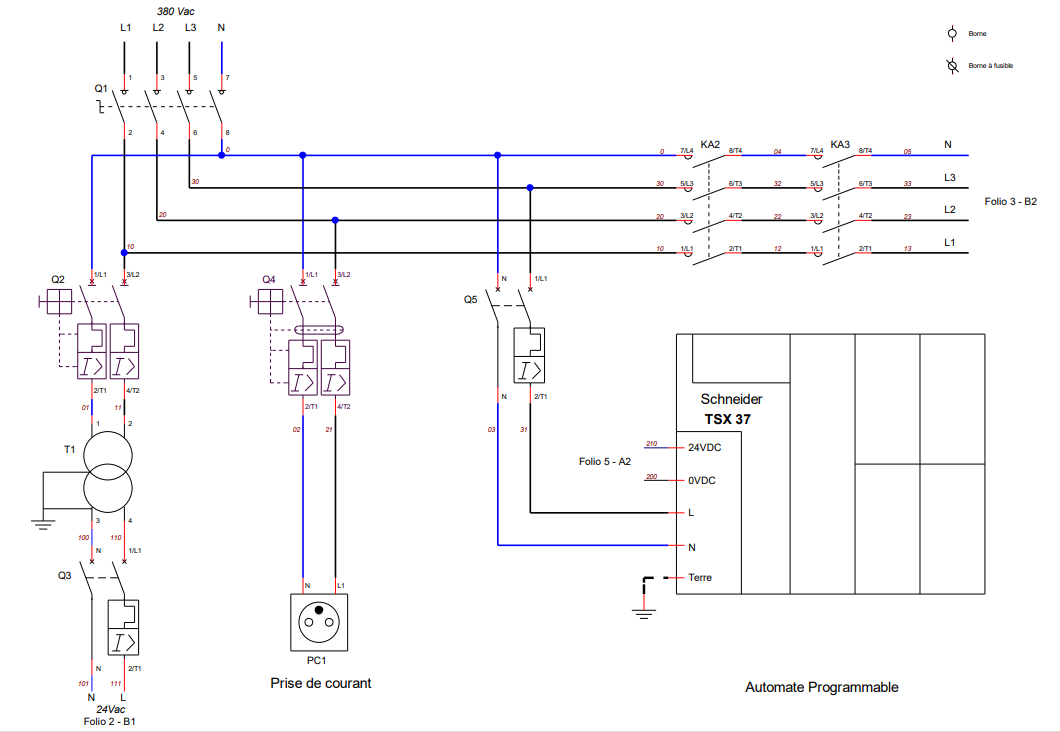 380 Vac
L1 L2 L3 N
Borne
Borne à fusible
1 3 5 7
Q1
2 4 6 8
0
KA2 KA3
0 7/L4 8/T4 04 7/L4 8/T4 05 N
30
30 5/L3 6/T3 32 5/L3 6/T3 33 L3
Folio 3 - B2
20
20 3/L2 4/T2 22 3/L2 4/T2 23 L2
10
10 1/L1 2/T1 12 1/L1 2/T1 13 L1
Q2 1/L1 3/L2
Q4 1/L1 3/L2
Q5 N 1/L1
I> I>
I> I>
I>
2/T1 4/T2
2/T1 4/T2
N 2/T1
01 11
02 21
03 31
1 2
T1
3 4
100 110
N 1/L1
Q3
I>
N 2/T1
101 111
N L
24Vac
Folio 2 - B1
N L1
PC1
Prise de courant
Schneider
TSX 37
210 24VDC
Folio 5 - A2
200 0VDC
L
N
Terre
Automate Programmable